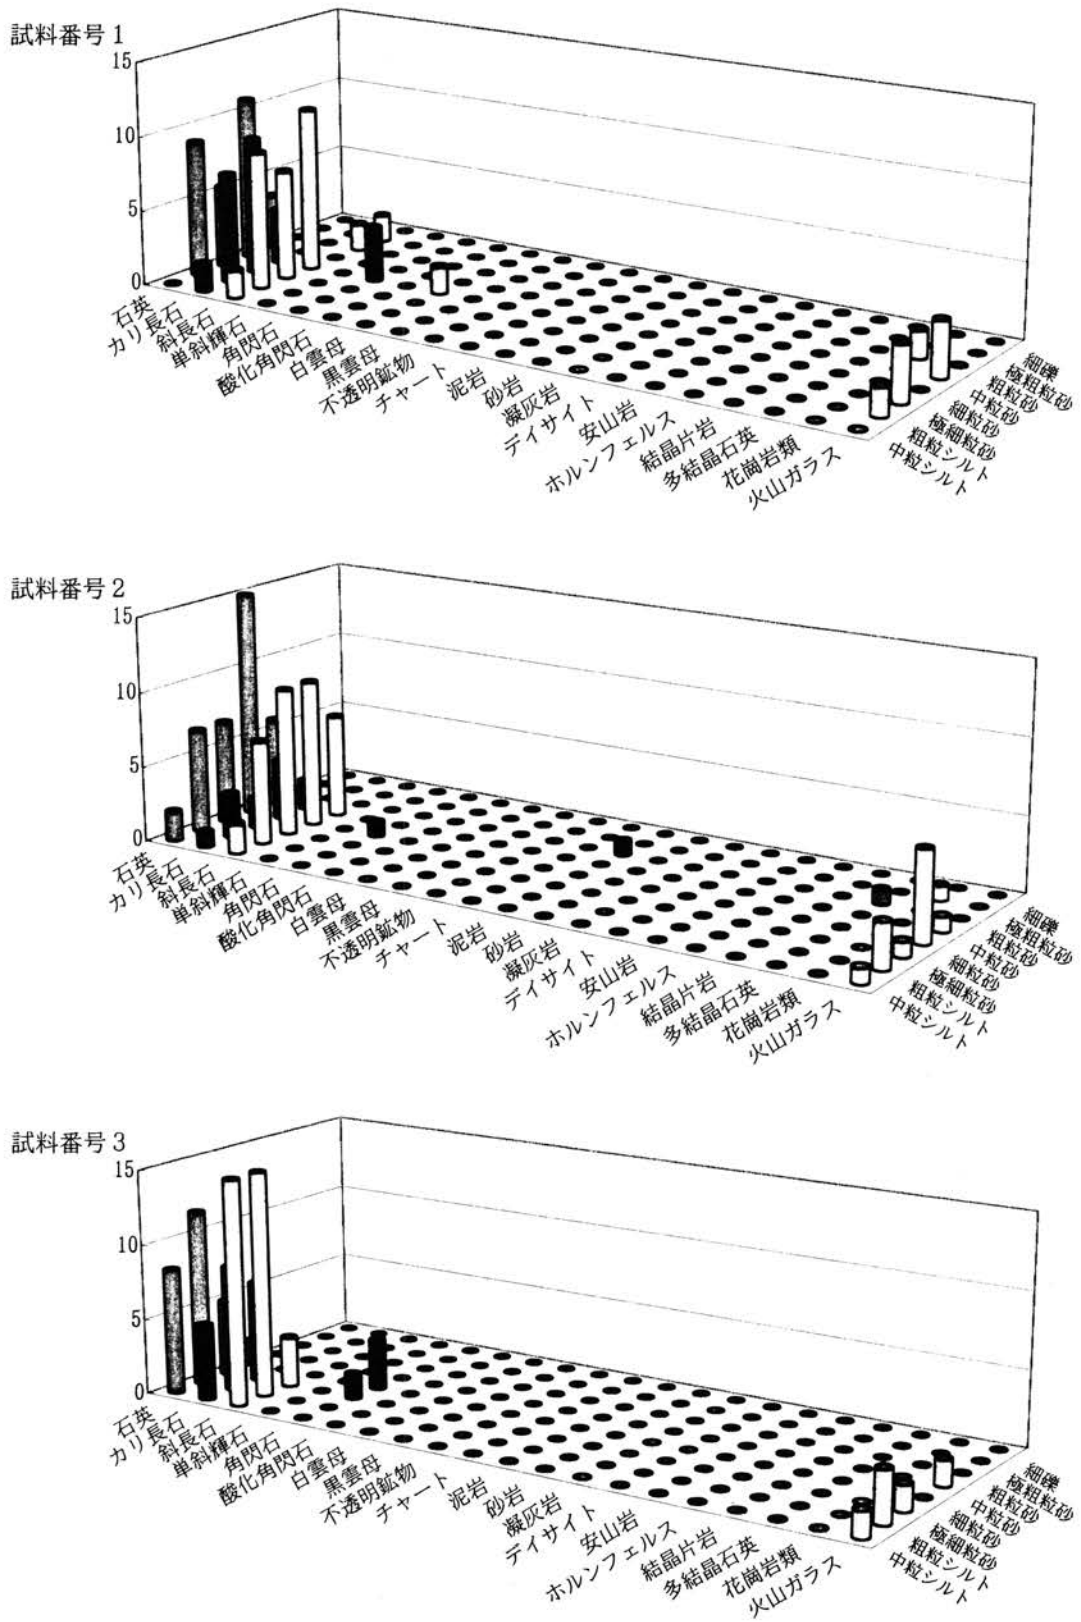 試料番号1
15
10
5
0
石英
カリ長石
斜長石
単斜輝石
角閃石
酸化角閃石
白雲母
黒雲母
不透明鉱物
チャート
泥岩
砂岩
凝灰岩
デイサイト
安山岩
ホルンフェルス
結晶片岩
多結晶石英
花崗岩類
火山ガラス
細礫
極粗粒砂
粗粒砂
中粒砂
細粒砂
極細粒砂
粗粒シルト
中粒シルト
試料番号2
15
10
5
0
石英
カリ長石
斜長石
単斜輝石
角閃石
酸化角閃石
白雲母
黒雲母
不透明鉱物
チャート
泥岩
砂岩
凝灰岩
デイサイト
安山岩
ホルンフェルス
結晶片岩
多結晶石英
花崗岩類
火山ガラス
細礫
極粗粒砂
粗粒砂
中粒砂
細粒砂
極細粒砂
粗粒シルト
中粒シルト
試料番号3
15
10
5
0
石英
カリ長石
斜長石
単斜輝石
角閃石
酸化角閃石
白雲母
黒雲母
不透明鉱物
チャート
泥岩
砂岩
凝灰岩
デイサイト
安山岩
ホルンフェルス
結晶片岩
多結晶石英
花崗岩類
火山ガラス
細礫
極粗粒砂
粗粒砂
中粒砂
細粒砂
極細粒砂
粗粒シルト
中粒シルト